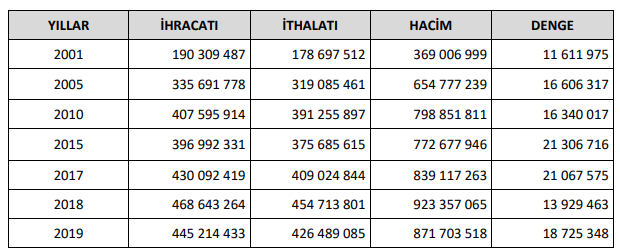 YILLAR İHRACATI İTHALATI HACİM DENGE
2001 190 309 487 178 697 512 369 006 999 11 611 975
2005 335 691 778 319 085 461 654 777 239 16 606 317
2010 407 595 914 391 255 897 798 851 811 16 340 017
2015 396 992 331 375 685 615 772 677 946 21 306 716
2017 430 092 419 409 024 844 839 117 263 21 067 575
2018 468 643 264 454 713 801 923 357 065 13 929 463
2019 445 214 433 426 489 085 871 703 518 18 725 348